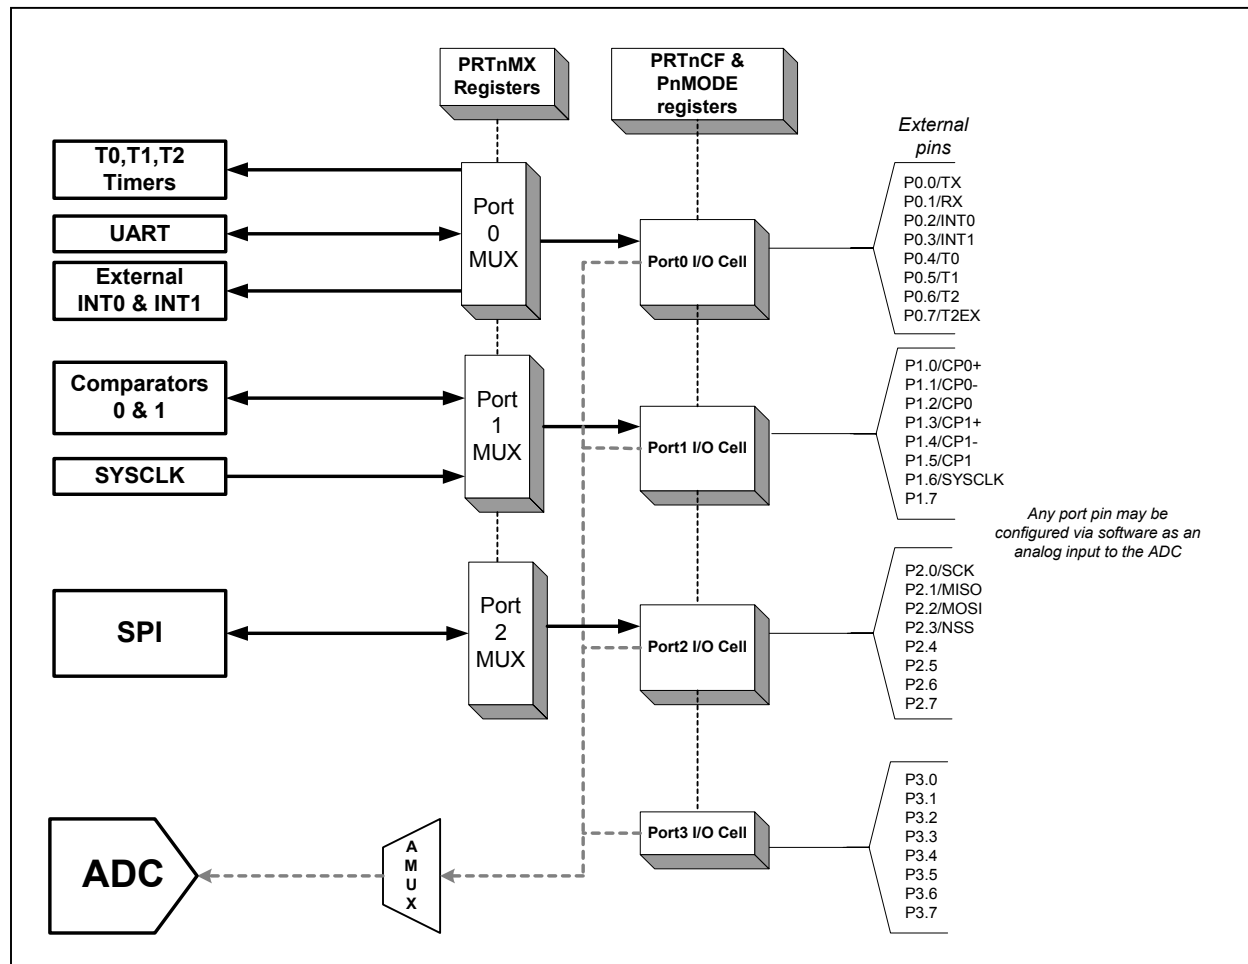 PRTnMX
Registers
PRTnCF &
PnMODE
registers
External
pins
T0,T1,T2
Timers
UART
External
INT0 & INT1
Port
0
MUX
Port0 I/O Cell
P0.0/TX
P0.1/RX
P0.2/INT0
P0.3/INT1
P0.4/T0
P0.5/T1
P0.6/T2
P0.7/T2EX
Comparators
0 & 1
SYSCLK
Port
1
MUX
Port1 I/O Cell
P1.0/CP0+
P1.1/CP0-
P1.2/CP0
P1.3/CP1+
P1.4/CP1-
P1.5/CP1
P1.6/SYSCLK
P1.7
Any port pin may be
configured via software as an
analog input to the ADC
SPI
Port
2
MUX
Port2 I/O Cell
P2.0/SCK
P2.1/MISO
P2.2/MOSI
P2.3/NSS
P2.4
P2.5
P2.6
P2.7
ADC
A
M
U
X
Port3 I/O Cell
P3.0
P3.1
P3.2
P3.3
P3.4
P3.5
P3.6
P3.7